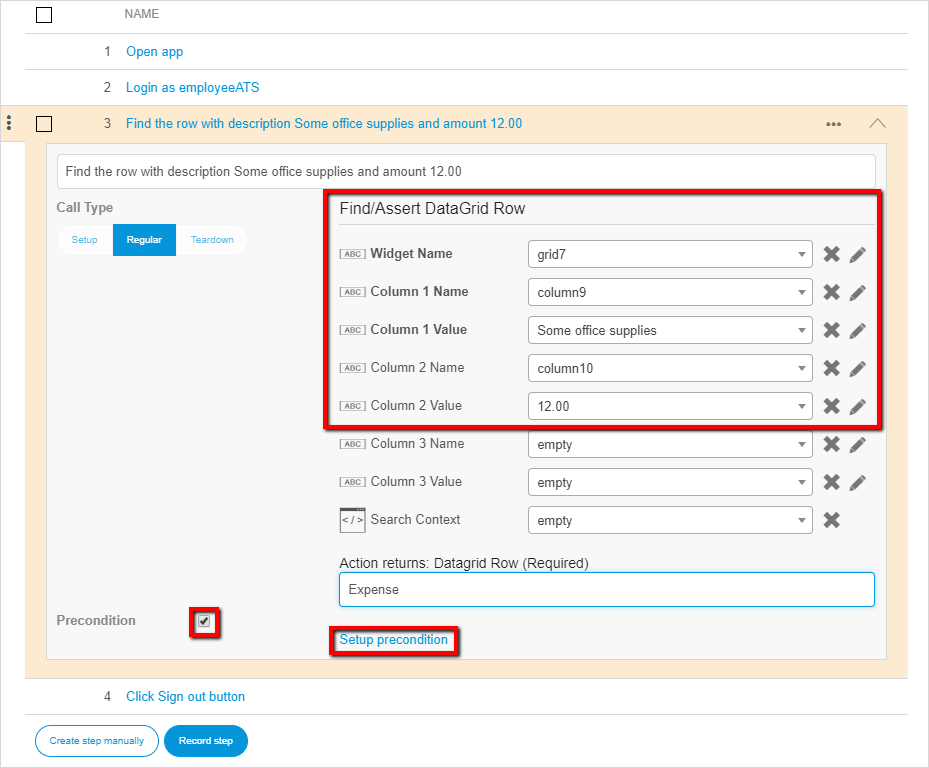 NAME
1 Open app
2 Login as employeeATS
3 Find the row with description Some office supplies and amount 12.00
Find the row with description Some office supplies and amount 12.00
Call Type
Setup Regular Teardown
Find/Assert DataGrid Row
ABC Widget Name grid7
ABC Column 1 Name column9
ABC Column 1 Value Some office supplies
ABC Column 2 Name column10
ABC Column 2 Value 12.00
ABC Column 3 Name empty
ABC Column 3 Value empty
</> Search Context empty
Action returns: Datagrid Row (Required)
Expense
Precondition
Setup precondition
4 Click Sign out button
Create step manually Record step